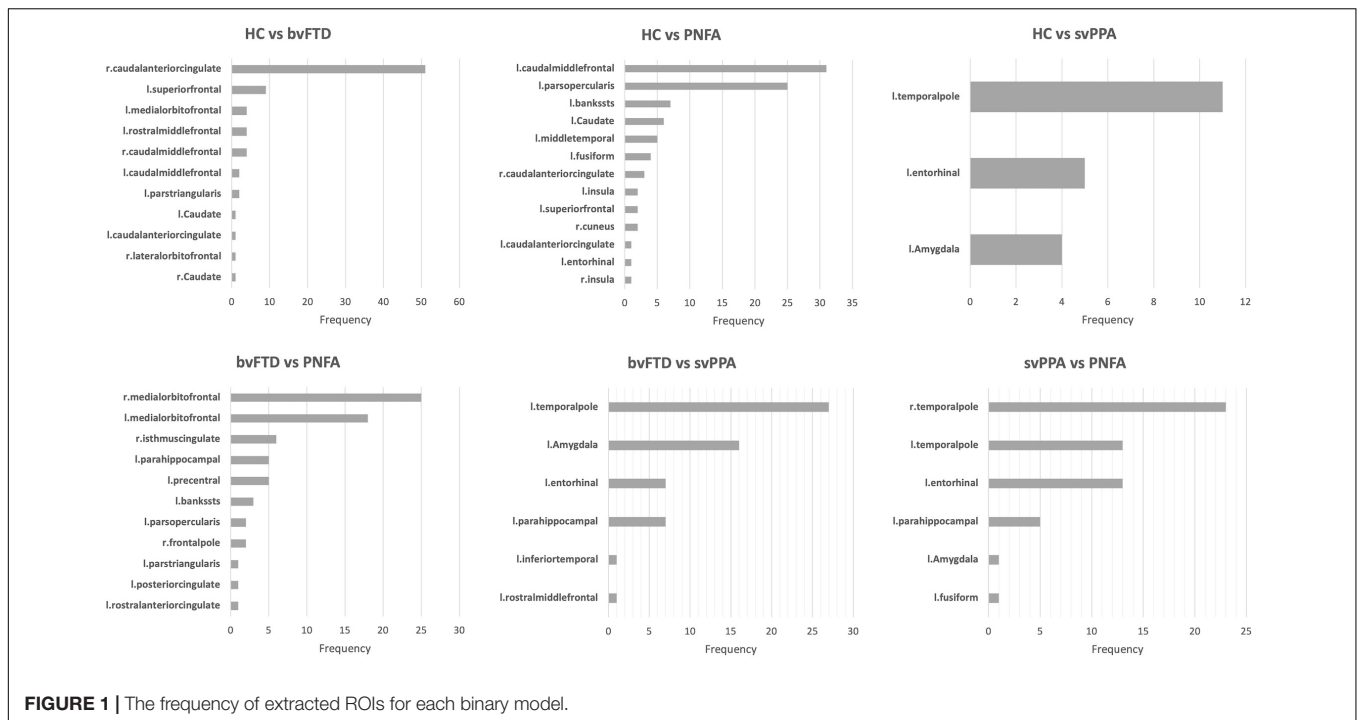 HC vs bvFTD
r.caudalanteriorcingulate
l.superiorfrontal
l.medialorbitofrontal
l.rostralmiddlefrontal
r.caudalmiddlefrontal
l.caudalmiddlefrontal
l.parstriangularis
l.Caudate
l.caudalanteriorcingulate
r.lateralorbitofrontal
r.Caudate
0 10 20 30 40 50 60
Frequency
HC vs PNFA
l.caudalmiddlefrontal
l.parsopercularis
l.bankssts
l.Caudate
l.middletemporal
l.fusiform
r.caudalanteriorcingulate
l.insula
l.superiorfrontal
r.cuneus
l.caudalanteriorcingulate
l.entorhinal
r.insula
0 5 10 15 20 25 30 35
Frequency
HC vs svPPA
l.temporalpole
l.entorhinal
l.Amygdala
0 2 4 6 8 10 12
Frequency
bvFTD vs PNFA
r.medialorbitofrontal
l.medialorbitofrontal
r.isthmuscingulate
l.parahippocampal
l.precentral
l.bankssts
l.parsopercularis
r.frontalpole
l.parstriangularis
l.posteriorcingulate
l.rostralanteriorcingulate
0 5 10 15 20 25 30
Frequency
bvFTD vs svPPA
l.temporalpole
l.Amygdala
l.entorhinal
l.parahippocampal
l.inferiortemporal
l.rostralmiddlefrontal
0 5 10 15 20 25 30
Frequency
svPPA vs PNFA
r.temporalpole
l.temporalpole
l.entorhinal
l.parahippocampal
l.Amygdala
l.fusiform
0 5 10 15 20 25
Frequency
FIGURE 1 | The frequency of extracted ROIs for each binary model.